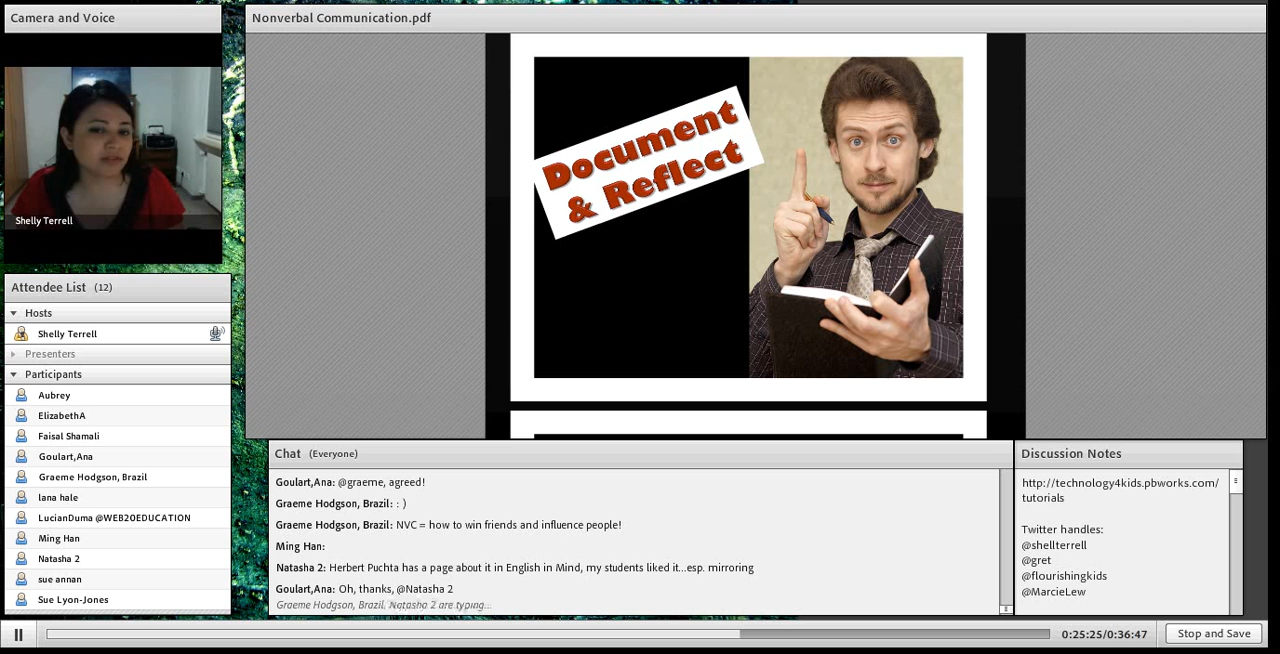 Camera and Voice
Shelly Terrell
Attendee List (12)
Hosts
Shelly Terrell
Presenters
Participants
Aubrey
ElizabethA
Faisal Shamali
Goulart,Ana
Graeme Hodgson, Brazil
lana hale
LucianDuma @WEB20EDUCATION
Ming Han
Natasha 2
sue annan
Sue Lyon-Jones
Nonverbal Communication.pdf
Document
& Reflect
Chat (Everyone)
Goulart,Ana: @graeme, agreed!
Graeme Hodgson, Brazil: : )
Graeme Hodgson, Brazil: NVC = how to win friends and influence people!
Ming Han:
Natasha 2: Herbert Puchta has a page about it in English in Mind, my students liked it...esp. mirroring
Goulart,Ana: Oh, thanks, @Natasha 2
Graeme Hodgson, Brazil, Natasha 2 are typing...
Discussion Notes
http://technology4kids.pbworks.com/
tutorials
Twitter handles:
@shellterrell
@gret
@flourishingkids
@MarcieLew
0:25:25/0:36:47
Stop and Save